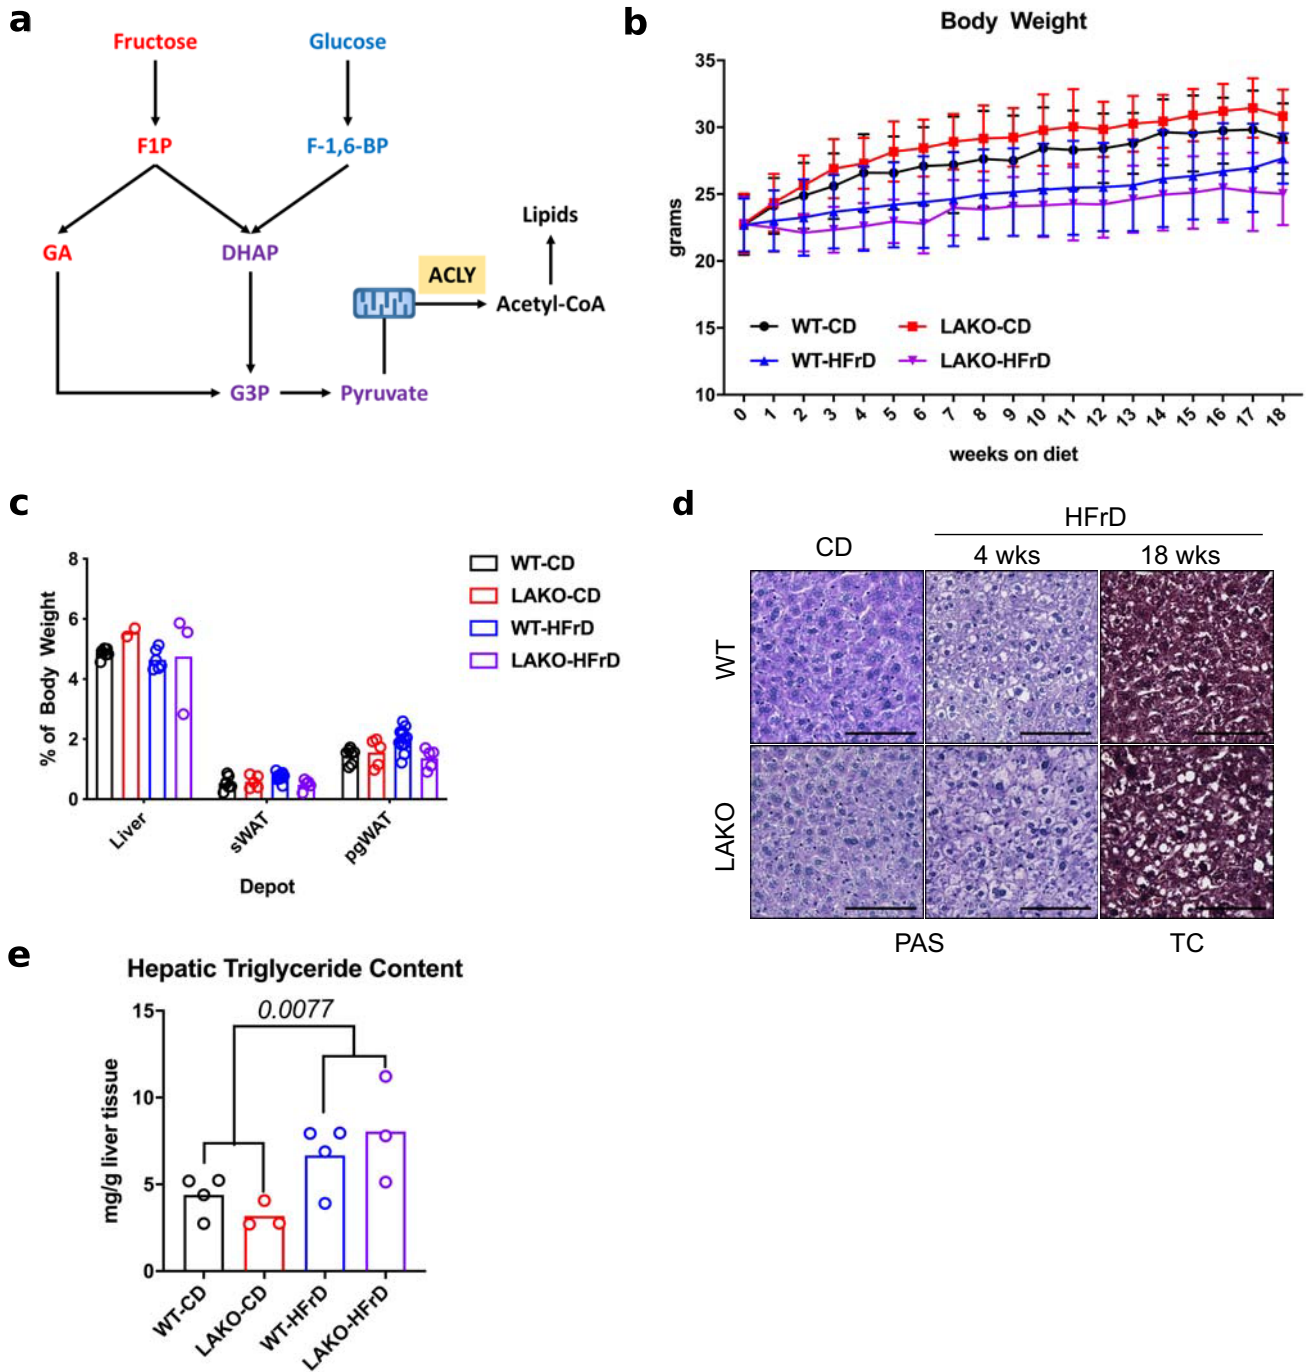 a
Fructose
Glucose
F1P
F-1,6-BP
GA
DHAP
Lipids
ACLY
Acetyl-CoA
G3P
Pyruvate
b
Body Weight
grams
35
30
25
20
15
10
WT-CD
LAKO-CD
WT-HFrD
LAKO-HFrD
0 1 2 3 4 5 6 7 8 9 10 11 12 13 14 15 16 17 18
weeks on diet
c
% of Body Weight
8
6
4
2
0
Liver
sWAT
pgWAT
Depot
WT-CD
LAKO-CD
WT-HFrD
LAKO-HFrD
d
HFrD
CD
4 wks
18 wks
WT
LAKO
PAS
TC
e
Hepatic Triglyceride Content
0.0077
mg/g liver tissue
15
10
5
0
WT-CD
LAKO-CD
WT-HFrD
LAKO-HFrD